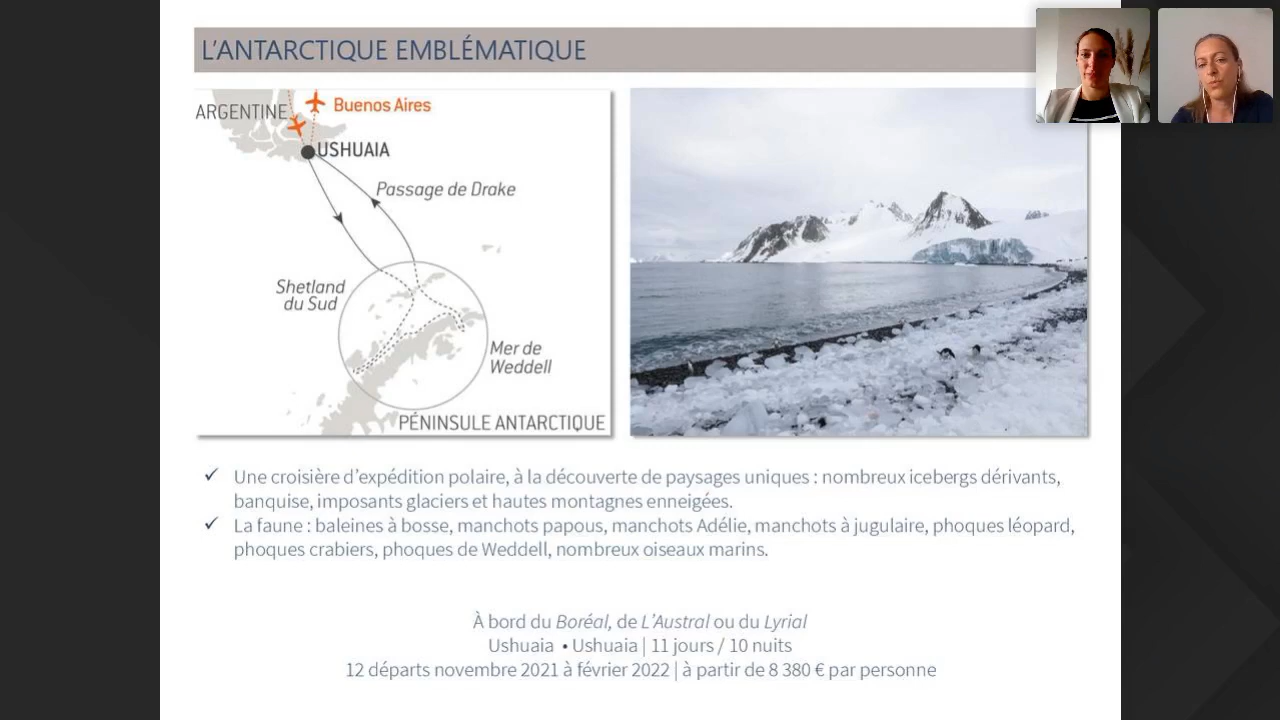 L'ANTARCTIQUE EMBLÉMATIQUE
ARGENTINE
Buenos Aires
USHUAIA
Passage de Drake
Shetland
du Sud
Mer de
Weddell
PÉNINSULE ANTARCTIQUE
✓ Une croisière d'expédition polaire, à la découverte de paysages uniques : nombreux icebergs dérivants,
banquise, imposants glaciers et hautes montagnes enneigées.
✓ La faune : baleines à bosse, manchots papous, manchots Adélie, manchots à jugulaire, phoques léopard,
phoques crabiers, phoques de Weddell, nombreux oiseaux marins.
À bord du Boréal, de L'Austral ou du Lyrial
Ushuaia • Ushuaia | 11 jours / 10 nuits
12 départs novembre 2021 à février 2022 | à partir de 8 380 € par personne